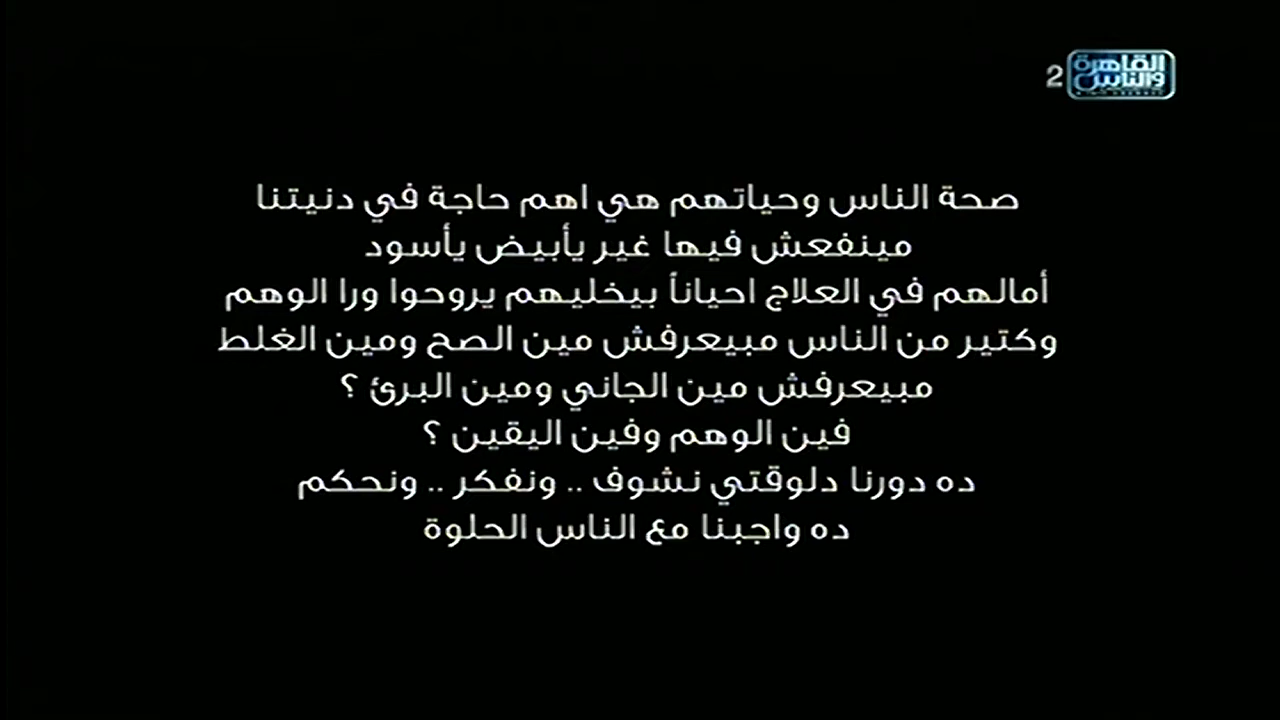 القاهرة
والناس
2
صحة الناس وحياتهم هي اهم حاجة في دنيتنا
مينفعش فيها غير يأبيض يأسود
أمالهم في العلاج احياناً بيخليهم يروحوا ورا الوهم
وكتير من الناس مبيعرفش مين الصح ومين الغلط
مبيعرفش مين الجاني ومين البرئ ؟
فين الوهم وفين اليقين ؟
ده دورنا دلوقتي نشوف .. ونفكر .. ونحكم
ده واجبنا مع الناس الحلوة